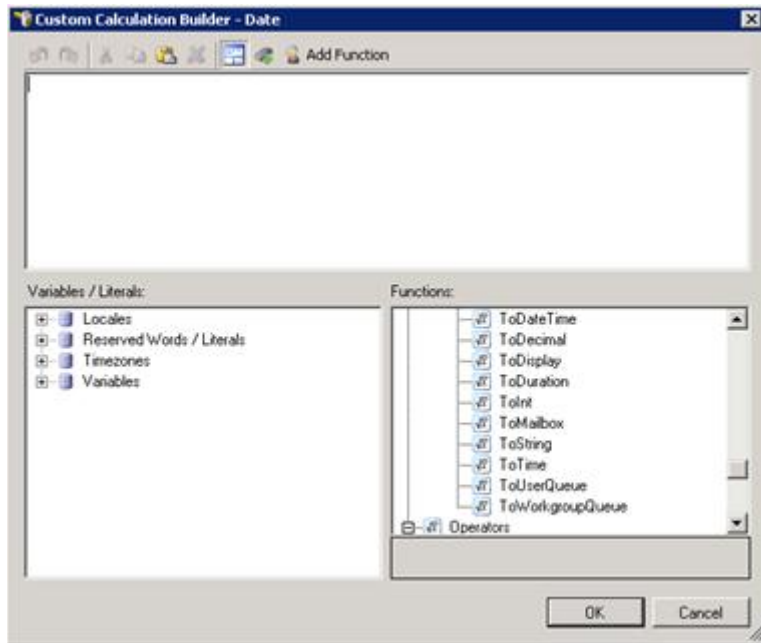 Custom Calculation Builder - Date
Add Function
Variables / Literals:
Functions:
Locales
Reserved Words / Literals
Timezones
Variables
ToDateTime
ToDecimal
ToDisplay
ToDuration
ToInt
ToMailbox
ToString
ToTime
ToUserQueue
ToWorkgroupQueue
Operators
OK
Cancel